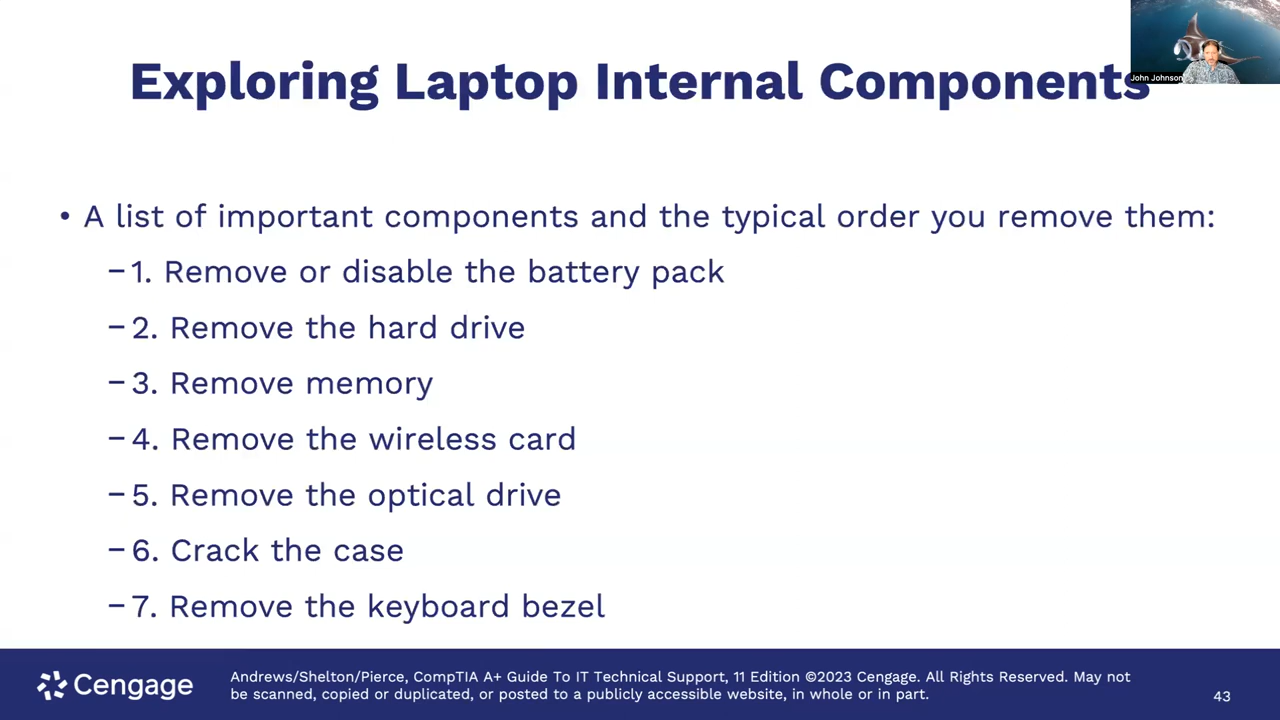 John Johnson
Exploring Laptop Internal Components
• A list of important components and the typical order you remove them:
–1. Remove or disable the battery pack
–2. Remove the hard drive
–3. Remove memory
–4. Remove the wireless card
–5. Remove the optical drive
–6. Crack the case
–7. Remove the keyboard bezel
Cengage
Andrews/Shelton/Pierce, CompTIA A+ Guide To IT Technical Support, 11 Edition ©2023 Cengage. All Rights Reserved. May not
be scanned, copied or duplicated, or posted to a publicly accessible website, in whole or in part.
43